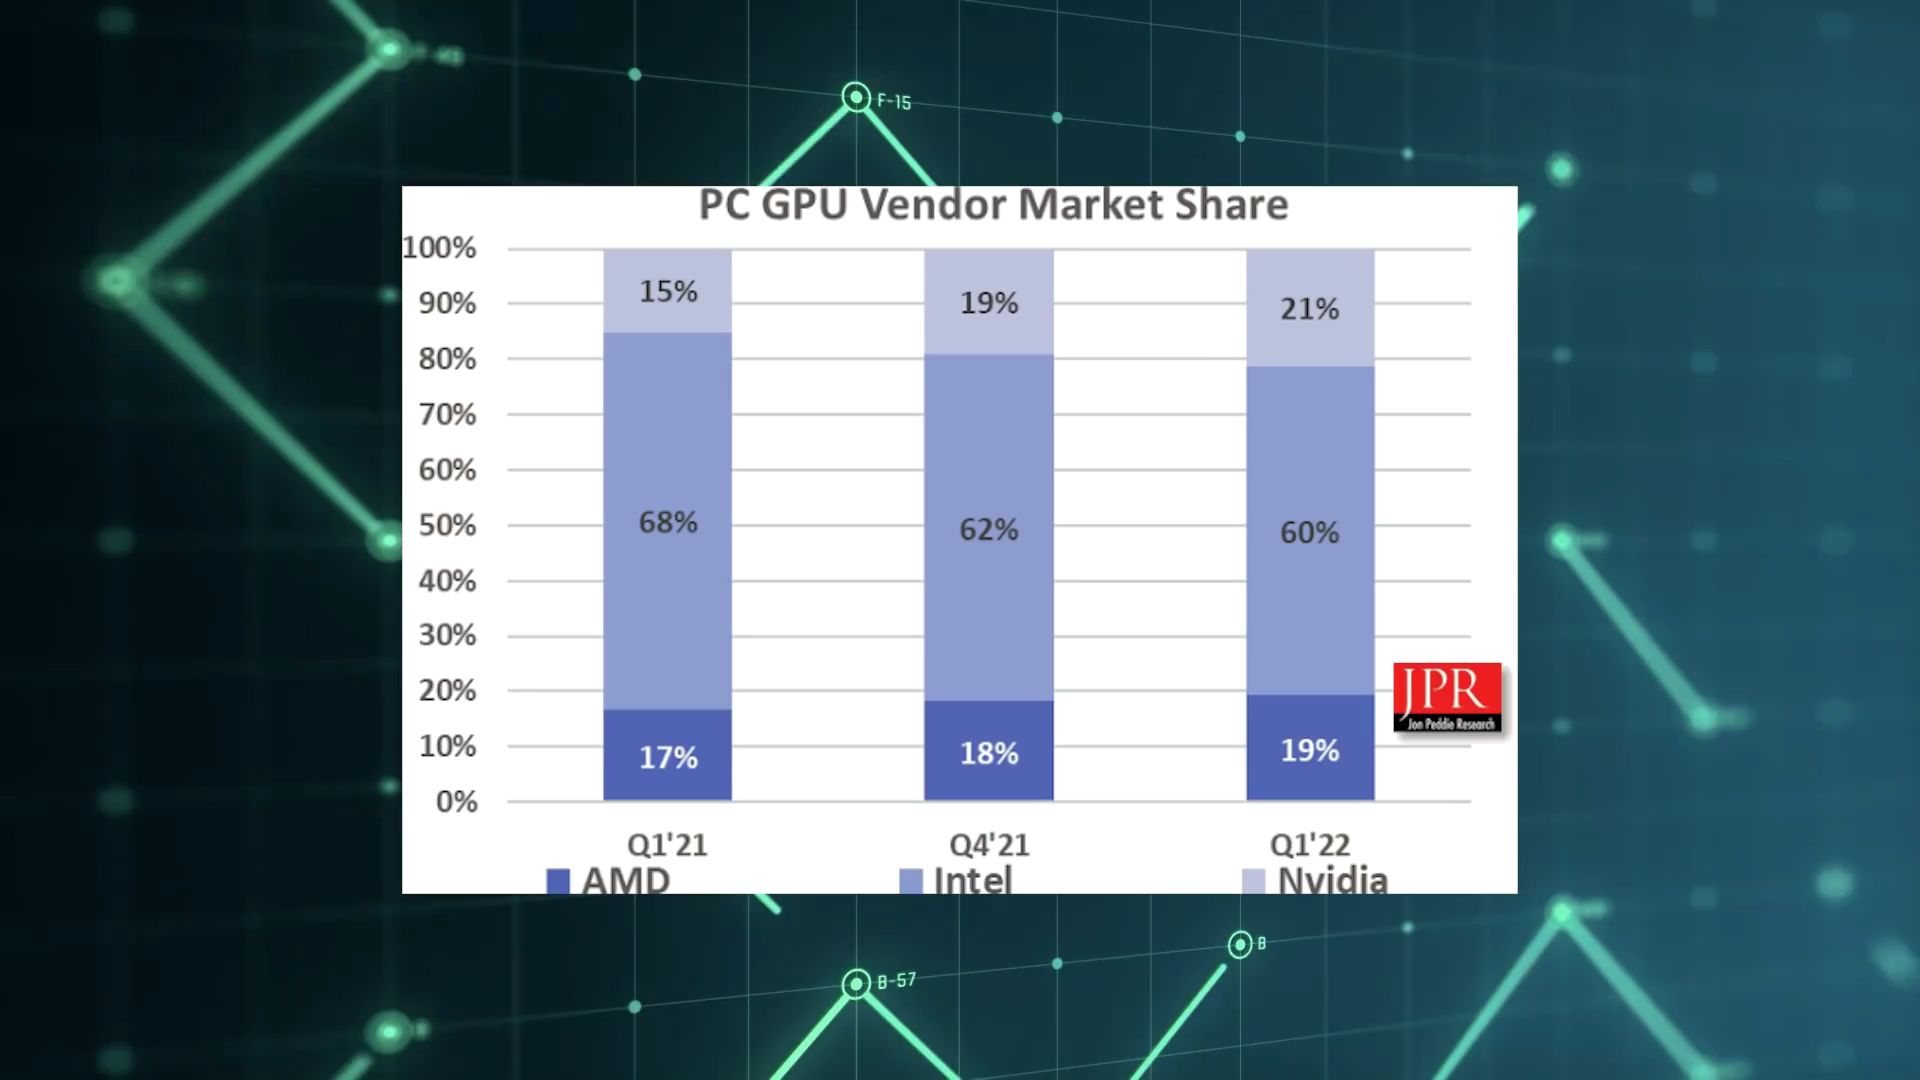 F-15
PC GPU Vendor Market Share
100%
90%
80%
70%
60%
50%
40%
30%
20%
10%
0%
15%
19%
21%
68%
62%
60%
17%
18%
19%
JPR
Jon Peddie Research
Q1'21
Q4'21
Q1'22
AMD
Intel
Nvidia
B
B-57